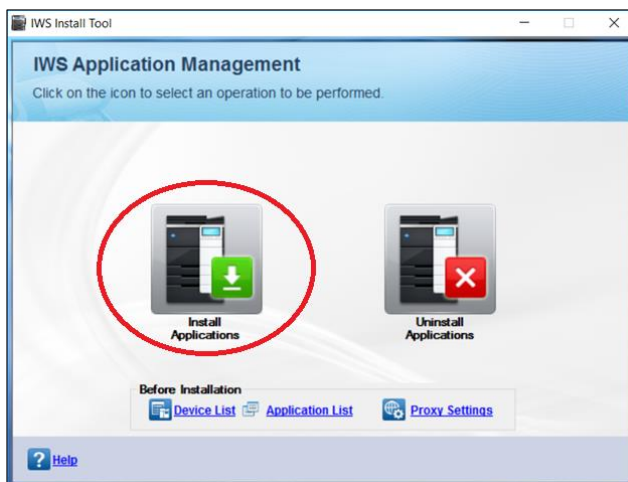 IWS Install Tool
IWS Application Management
Click on the icon to select an operation to be performed.
Install
Applications
Uninstall
Applications
Before Installation
Device List
Application List
Proxy Settings
? Help